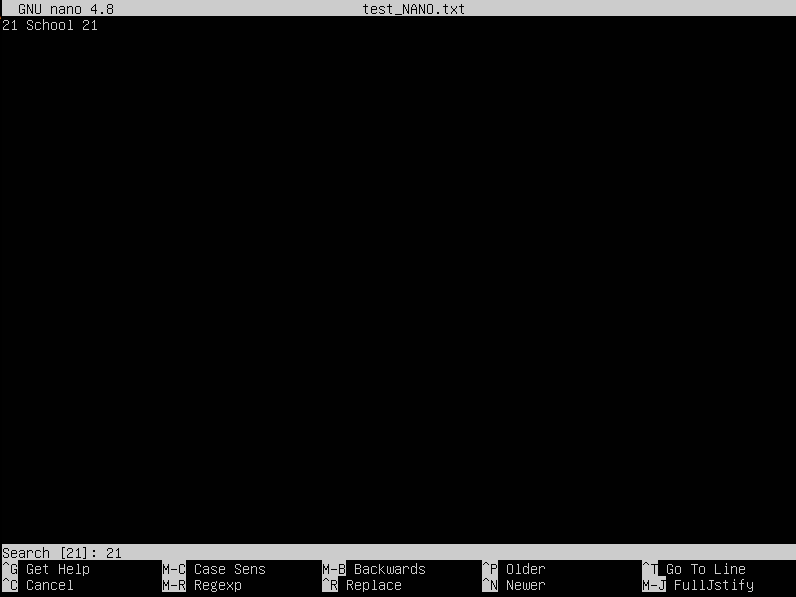 GNU nano 4.8 test_NANO.txt
21 School 21
Search [21]: 21
^G Get Help M-C Case Sens M-B Backwards ^P Older ^T Go To Line
^C Cancel M-R Regexp ^R Replace ^N Newer M-J FullJstify